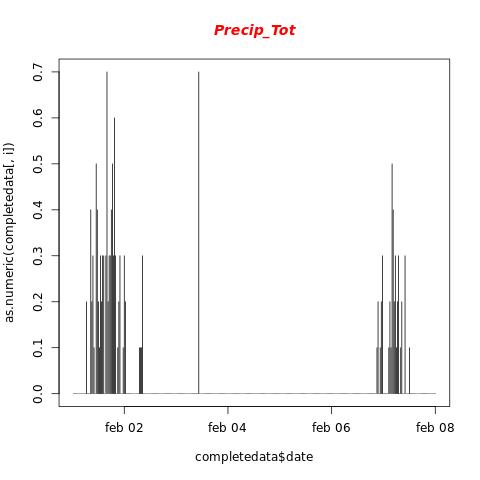 Precip_Tot
as.numeric(completedata[, i])
0.7
0.6
0.5
0.4
0.3
0.2
0.1
0.0
feb 02
feb 04
feb 06
feb 08
completedata$date